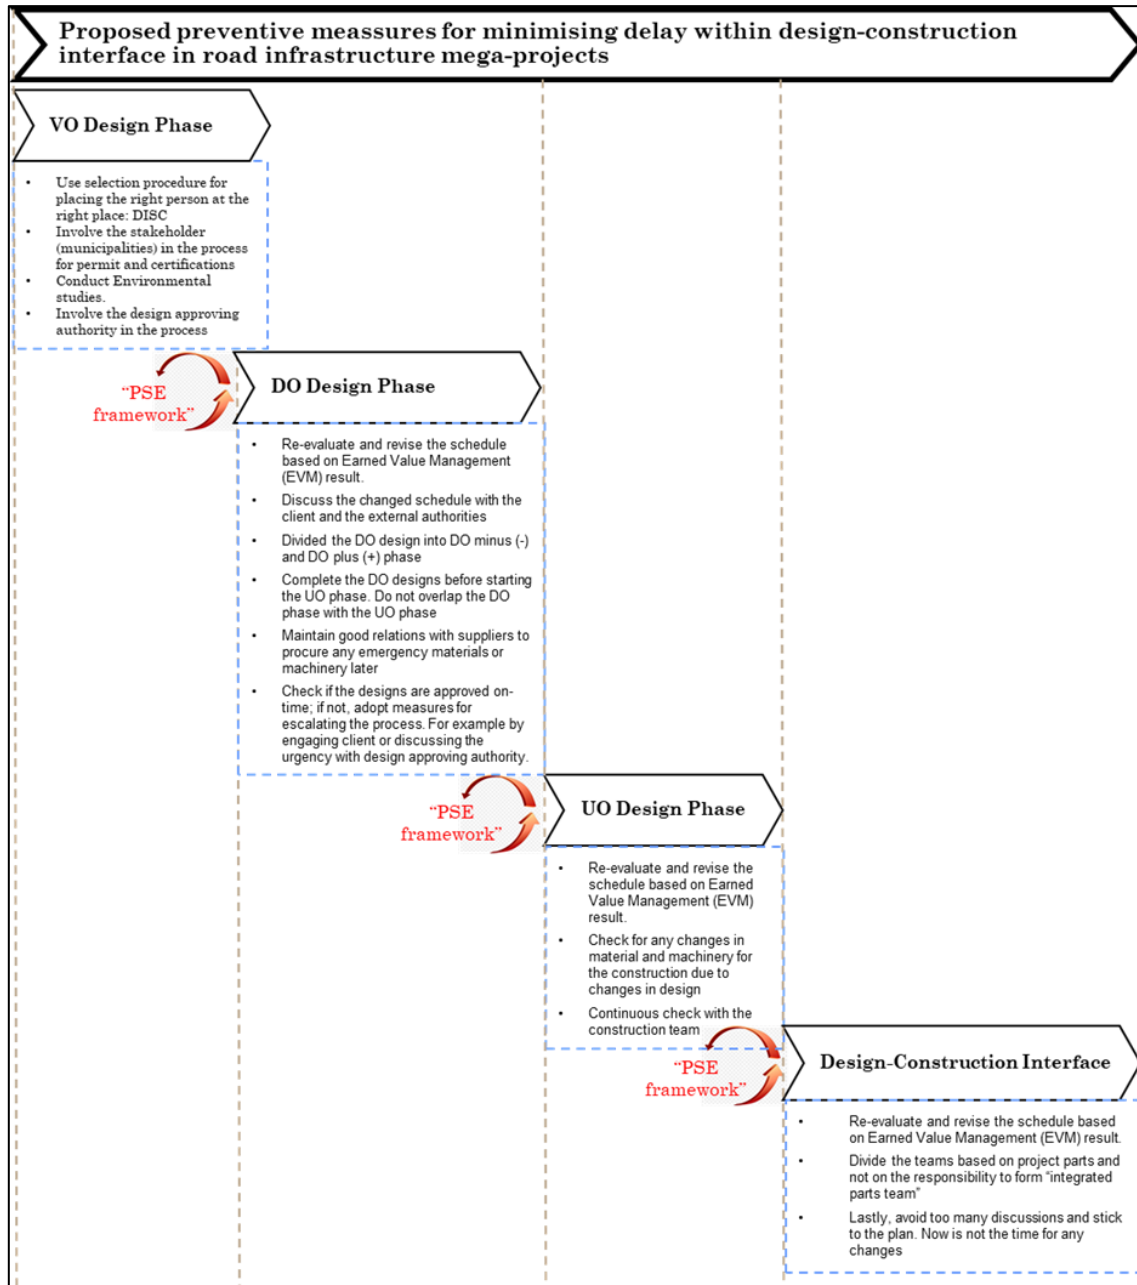 Proposed preventive meassures for minimising delay within design-construction
interface in road infrastructure mega-projects
VO Design Phase
• Use selection procedure for
placing the right person at the
right place: DISC
• Involve the stakeholder
(municipalities) in the process
for permit and certifications
• Conduct Environmental
studies.
• Involve the design approving
authority in the process
“PSE
framework”
DO Design Phase
• Re-evaluate and revise the schedule
based on Earned Value Management
(EVM) result.
• Discuss the changed schedule with the
client and the external authorities
• Divided the DO design into DO minus (-)
and DO plus (+) phase
• Complete the DO designs before starting
the UO phase. Do not overlap the DO
phase with the UO phase
• Maintain good relations with suppliers to
procure any emergency materials or
machinery later
• Check if the designs are approved on-
time; if not, adopt measures for
escalating the process. For example by
engaging client or discussing the
urgency with design approving authority.
“PSE
framework”
UO Design Phase
• Re-evaluate and revise the
schedule based on Earned
Value Management (EVM)
result.
• Check for any changes in
material and machinery for
the construction due to
changes in design
• Continuous check with the
construction team
“PSE
framework”
Design-Construction Interface
• Re-evaluate and revise the schedule based
on Earned Value Management (EVM) result.
• Divide the teams based on project parts and
not on the responsibility to form “integrated
parts team”
• Lastly, avoid too many discussions and stick
to the plan. Now is not the time for any
changes